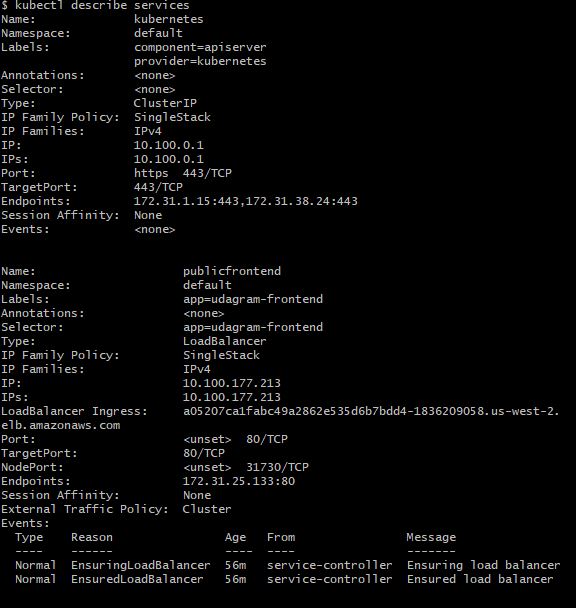 $ kubectl describe services
Name:              kubernetes
Namespace:         default
Labels:            component=apiserver
                   provider=kubernetes
Annotations:       <none>
Selector:          <none>
Type:              ClusterIP
IP Family Policy:  SingleStack
IP Families:       IPv4
IP:                10.100.0.1
IPs:               10.100.0.1
Port:              https  443/TCP
TargetPort:        443/TCP
Endpoints:         172.31.1.15:443,172.31.38.24:443
Session Affinity:  None
Events:            <none>

Name:                     publicfrontend
Namespace:                default
Labels:                   app=udagram-frontend
Annotations:              <none>
Selector:                 app=udagram-frontend
Type:                     LoadBalancer
IP Family Policy:         SingleStack
IP Families:              IPv4
IP:                       10.100.177.213
IPs:                      10.100.177.213
LoadBalancer Ingress:     a05207ca1fabc49a2862e535d6b7bdd4-1836209058.us-west-2.
elb.amazonaws.com
Port:                     <unset>  80/TCP
TargetPort:               80/TCP
NodePort:                 <unset>  31730/TCP
Endpoints:                172.31.25.133:80
Session Affinity:         None
External Traffic Policy:  Cluster
Events:
  Type    Reason                Age   From                Message
  ----    ------                ----  ----                -------
  Normal  EnsuringLoadBalancer  56m   service-controller  Ensuring load balancer
  Normal  EnsuredLoadBalancer   56m   service-controller  Ensured load balancer